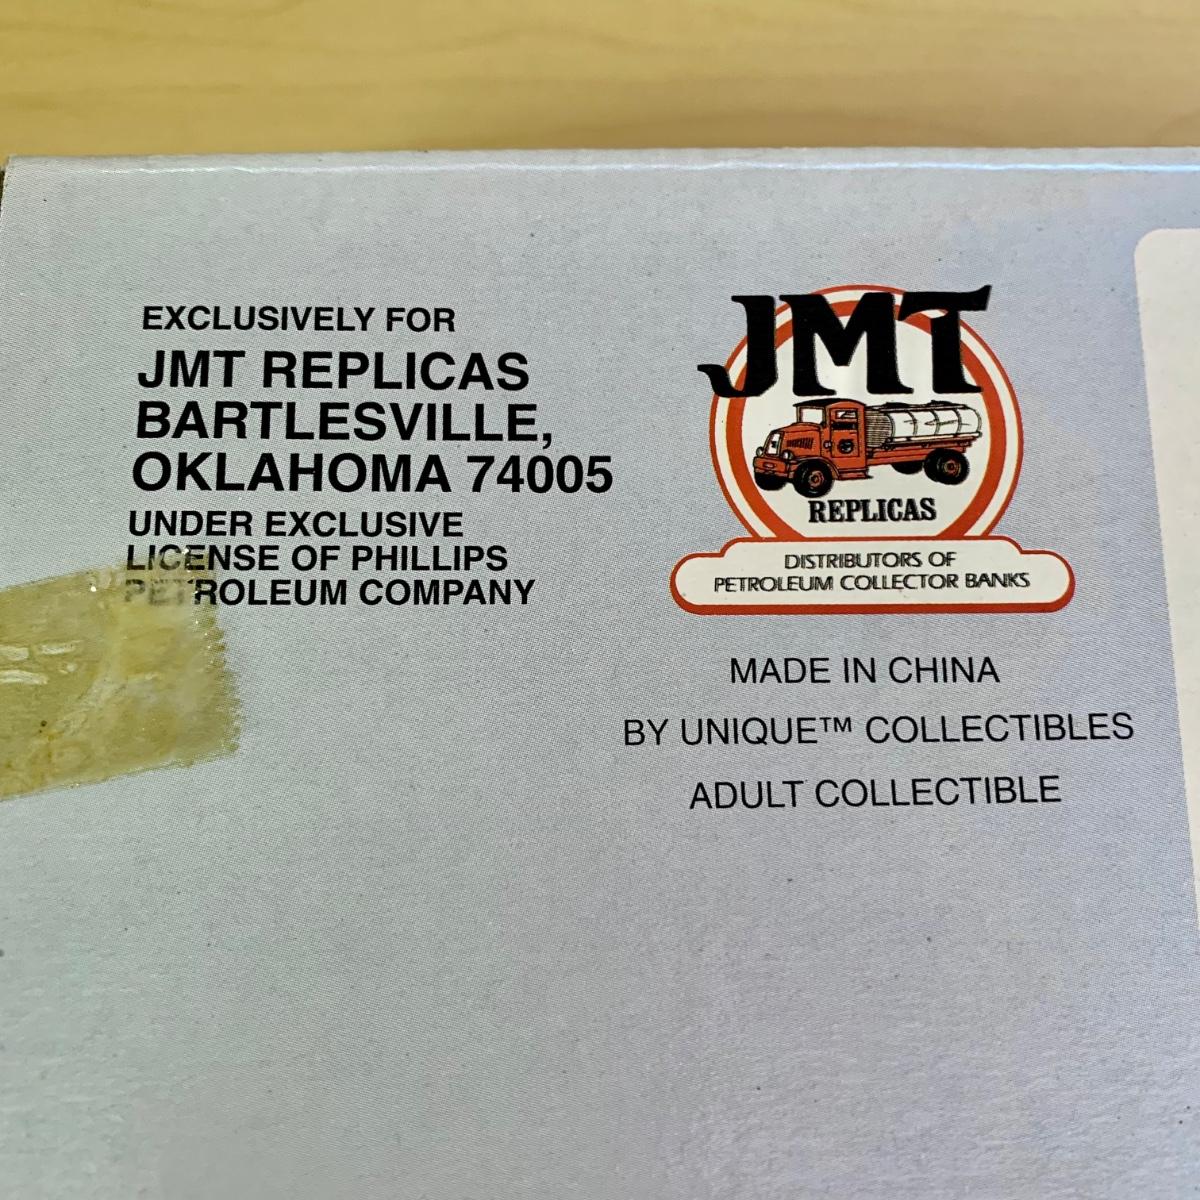 EXCLUSIVELY FOR
JMT REPLICAS
BARTLESVILLE,
OKLAHOMA 74005
UNDER EXCLUSIVE
LICENSE OF PHILLIPS
PETROLEUM COMPANY
JMT
REPLICAS
DISTRIBUTORS OF
PETROLEUM COLLECTOR BANKS
MADE IN CHINA
BY UNIQUE™ COLLECTIBLES
ADULT COLLECTIBLE